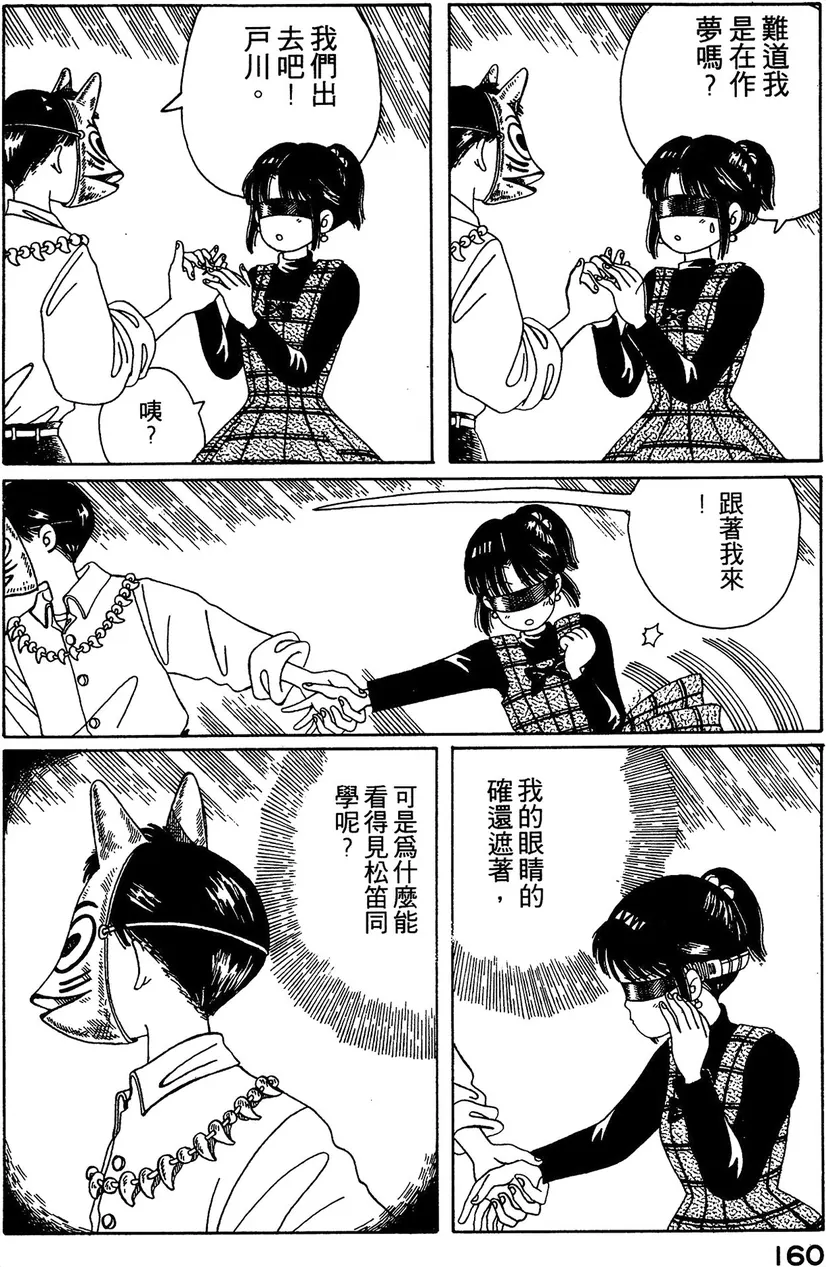 難道我
是在作
夢嗎?
我們出
去吧!
戸川。
咦?
跟著我來
!
我的眼睛的
確還遮著,
可是爲什麼能
看得見松笛同
學呢?
160